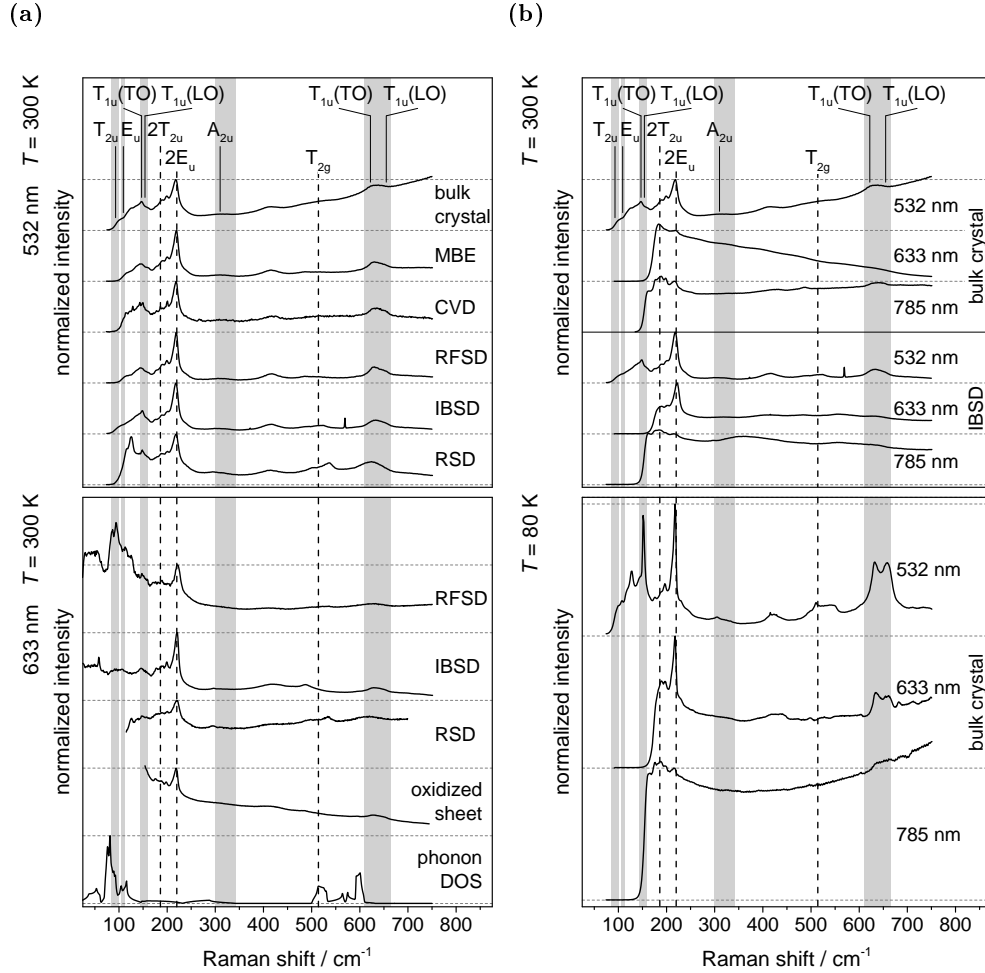 (a)
T1u(TO) T1u(LO) T1u(TO) T1u(LO)
T2u Eu 2T2u A2u
2Eu T2g
532 nm T = 300 K
normalized intensity
bulk
crystal
MBE
CVD
RFSD
IBSD
RSD
633 nm T = 300 K
normalized intensity
RFSD
IBSD
RSD
oxidized
sheet
phonon
DOS
100 200 300 400 500 600 700 800
Raman shift / cm-1
(b)
T1u(TO) T1u(LO) T1u(TO) T1u(LO)
T2u Eu 2T2u A2u
2Eu T2g
T = 300 K
normalized intensity
532 nm
633 nm
785 nm
bulk crystal
532 nm
633 nm
785 nm
IBSD
T = 80 K
normalized intensity
532 nm
633 nm
785 nm
bulk crystal
100 200 300 400 500 600 700 800
Raman shift / cm-1